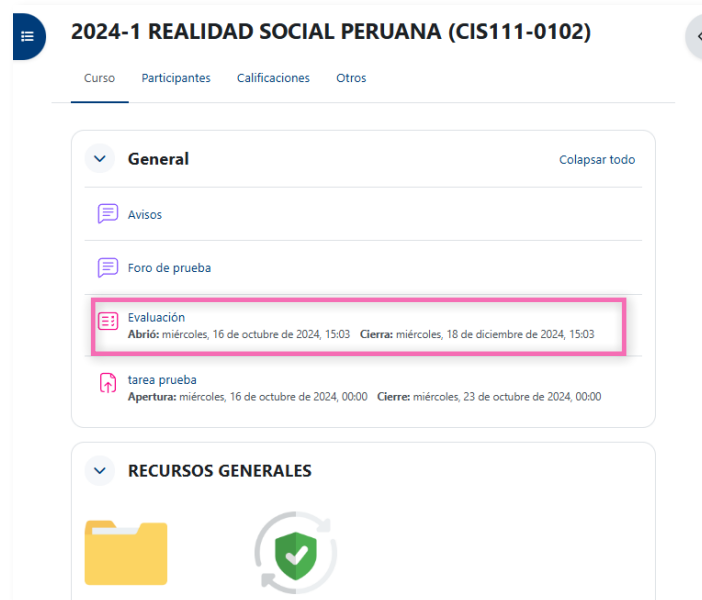 2024-1 REALIDAD SOCIAL PERUANA (CIS111-0102)
Curso Participantes Calificaciones Otros
General Colapsar todo
Avisos
Foro de prueba
Evaluación
Abrió: miércoles, 16 de octubre de 2024, 15:03 Cierra: miércoles, 18 de diciembre de 2024, 15:03
tarea prueba
Apertura: miércoles, 16 de octubre de 2024, 00:00 Cierre: miércoles, 23 de octubre de 2024, 00:00
RECURSOS GENERALES